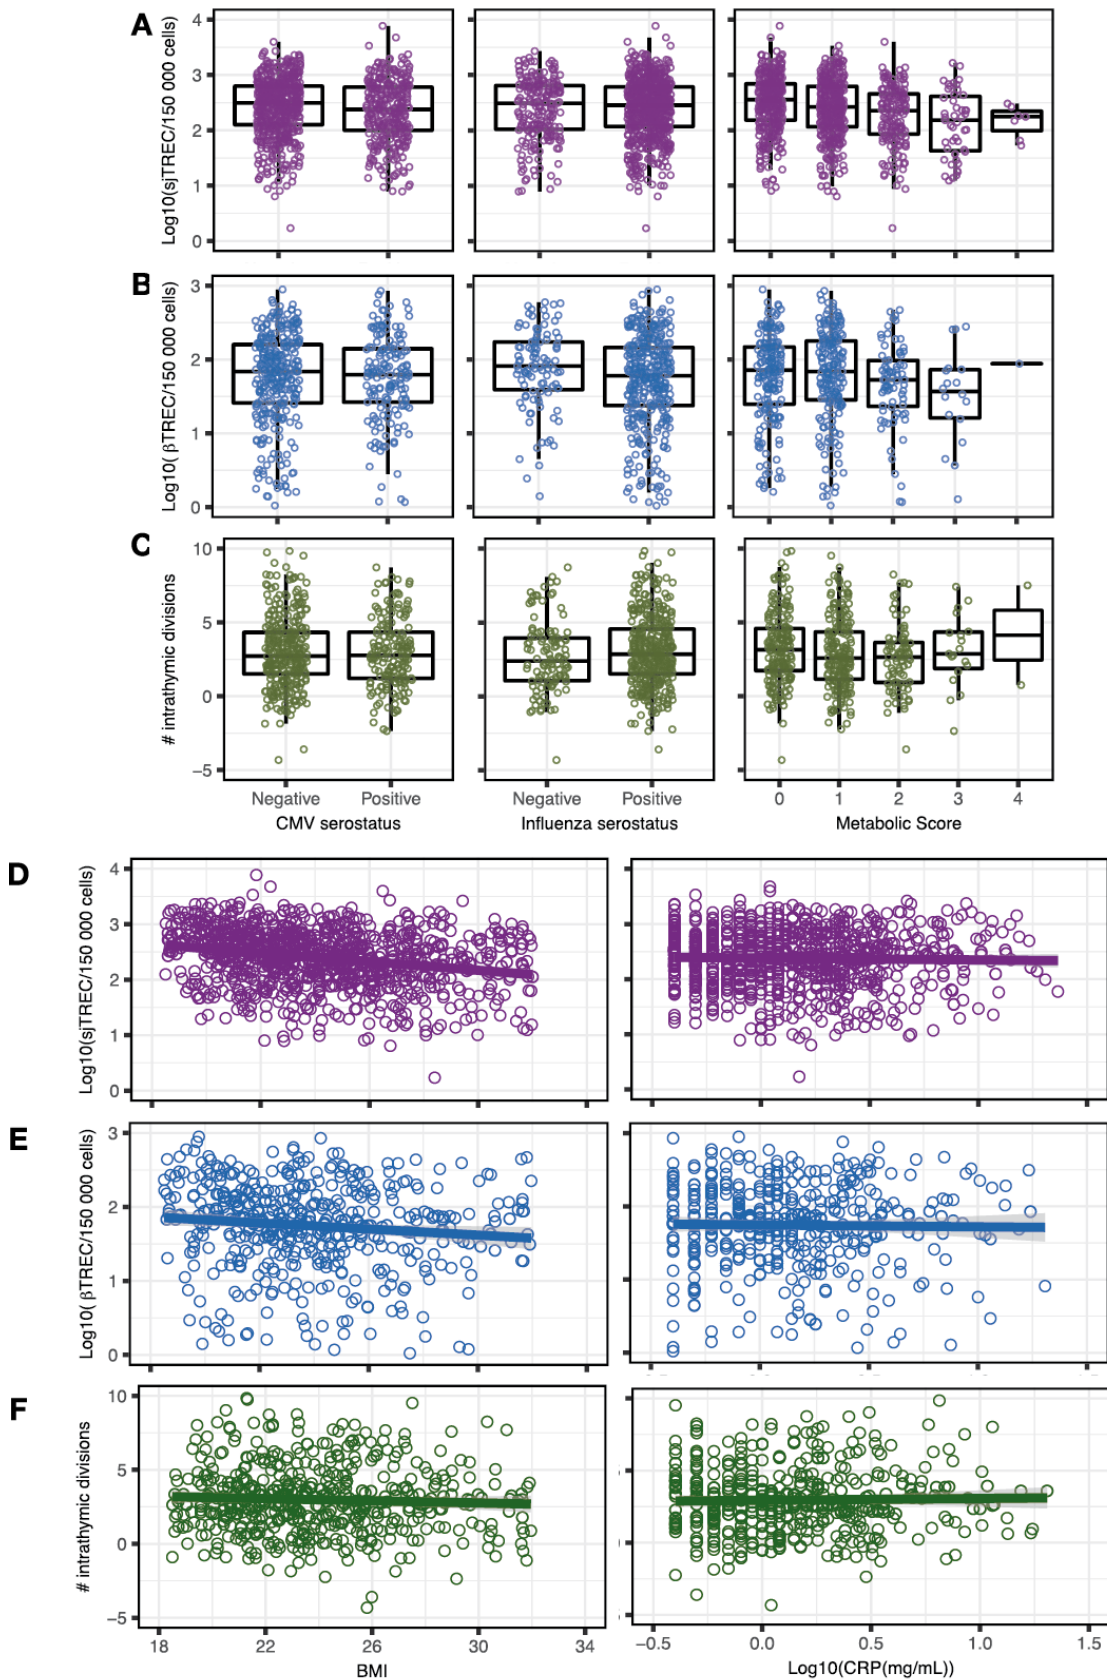 A
Log10(sjTREC/150 000 cells)
4
3
2
1
0
B
Log10( βTREC/150 000 cells)
3
2
1
0
C
# intrathymic divisions
10
5
0
−5
Negative Positive
CMV serostatus
Negative Positive
Influenza serostatus
0 1 2 3 4
Metabolic Score
D
Log10(sjTREC/150 000 cells)
4
3
2
1
0
E
Log10( βTREC/150 000 cells)
3
2
1
0
F
# intrathymic divisions
10
5
0
−5
18 22 26 30 34
BMI
−0.5 0.0 0.5 1.0 1.5
Log10(CRP(mg/mL))